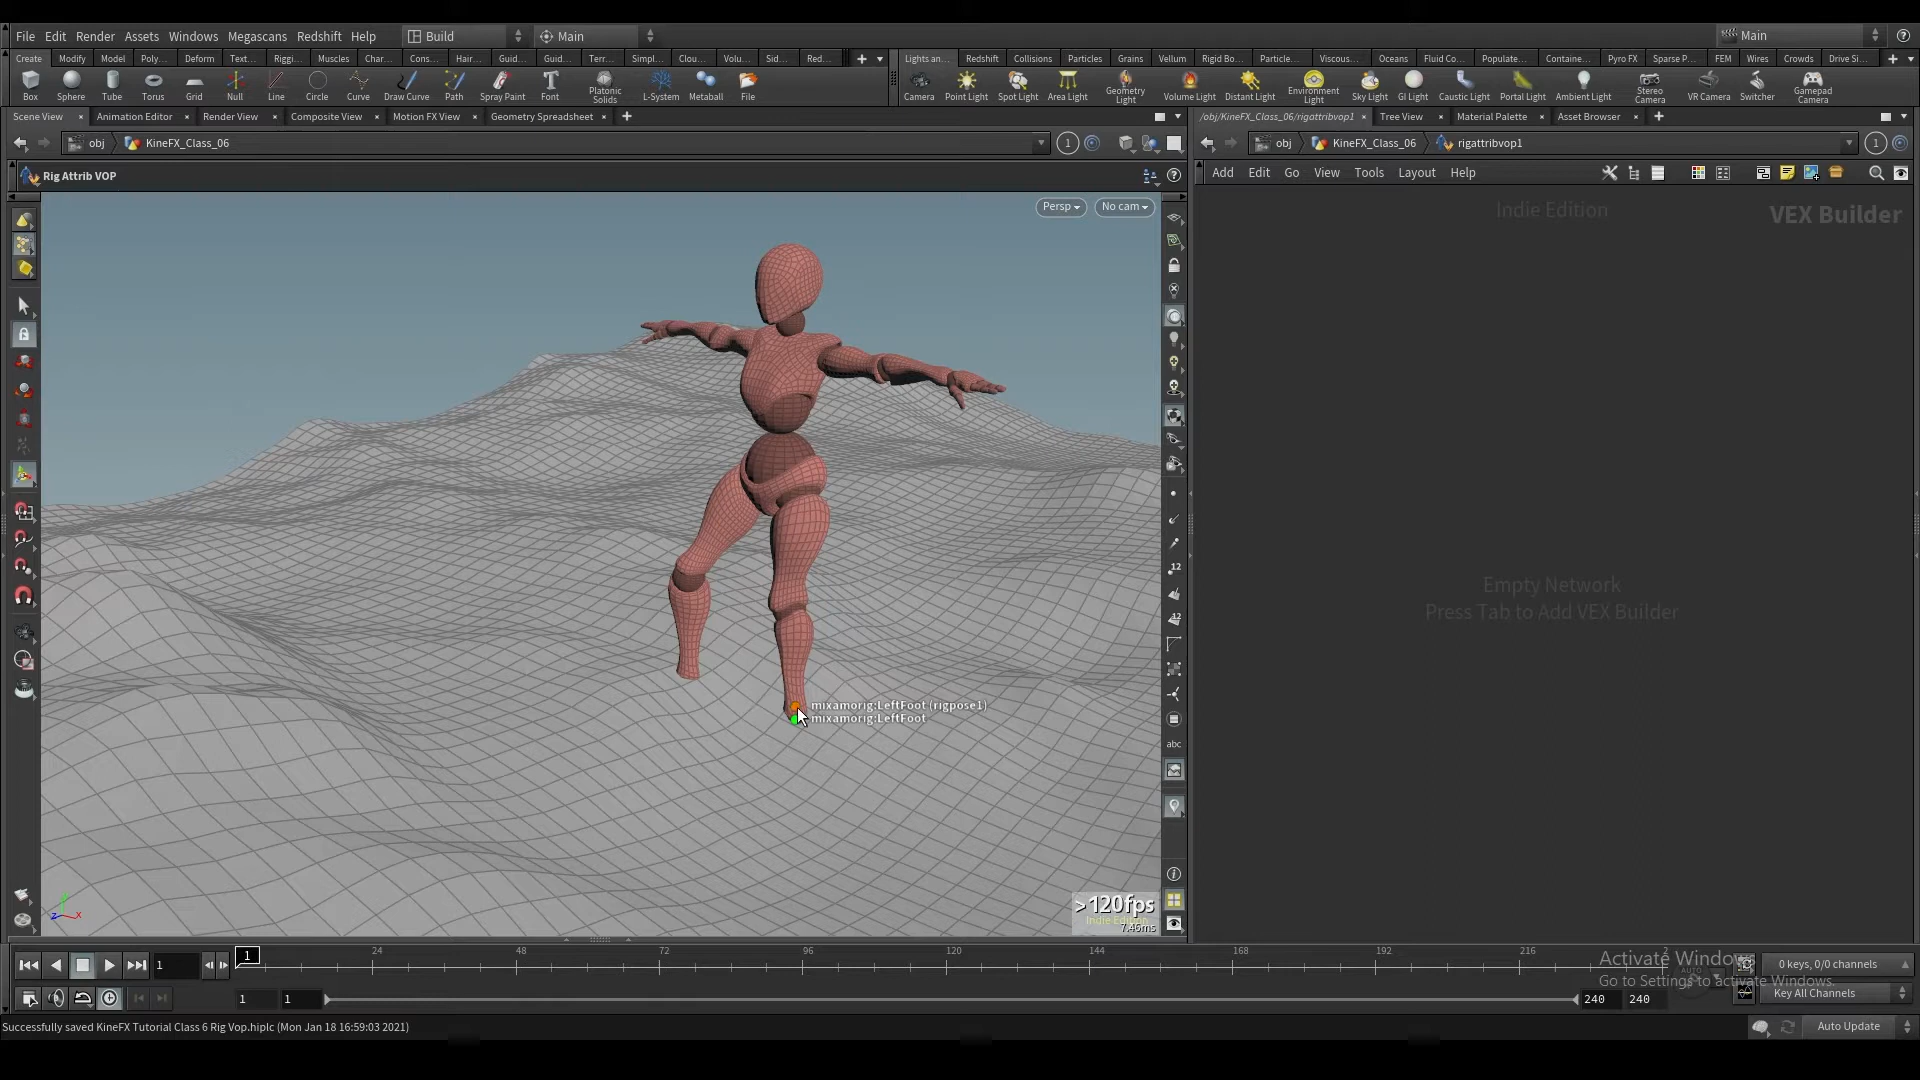 File Edit Render Assets Windows Megascans Redshift Help Build Main Main
Create Modify Model Poly... Deform Text... Riggi... Muscles Char... Cons... Hair... Guid... Guid... Terr... Simpl... Clou... Volu... Sid... Red... Lights an... Redshift Collisions Particles Grains Vellum Rigid Bo... Particle... Viscous... Oceans Fluid Co... Populate... Containe... Pyro FX Sparse P... FEM Wires Crowds Drive Si...
Box Sphere Tube Torus Grid Null Line Circle Curve Draw Curve Path Spray Paint Font Platonic Solids L-System Metaball File Camera Point Light Spot Light Area Light Geometry Light Volume Light Distant Light Environment Light Sky Light GI Light Caustic Light Portal Light Ambient Light Stereo Camera VR Camera Switcher Gamepad Camera
Scene View Animation Editor Render View Composite View Motion FX View Geometry Spreadsheet /obj/KineFX_Class_06/rigattribvop1 Tree View Material Palette Asset Browser
obj KineFX_Class_06 1 obj KineFX_Class_06 rigattribvop1 1
Rig Attrib VOP
Add Edit Go View Tools Layout Help
Persp No cam
Indie Edition VEX Builder
12
Empty Network
Press Tab to Add VEX Builder
12
mixamorig:LeftFoot (rigpose1)
mixamorig:LeftFoot
abc
>120fps
Indie Edition
7.46ms
z x
1 1 24 48 72 96 120 144 168 192 216 2
Activate Windo
Go to Settings to activate Windows.
0 keys, 0/0 channels
1 1 240 240 Key All Channels
Successfully saved KineFX Tutorial Class 6 Rig Vop.hiplc (Mon Jan 18 16:59:03 2021) Auto Update